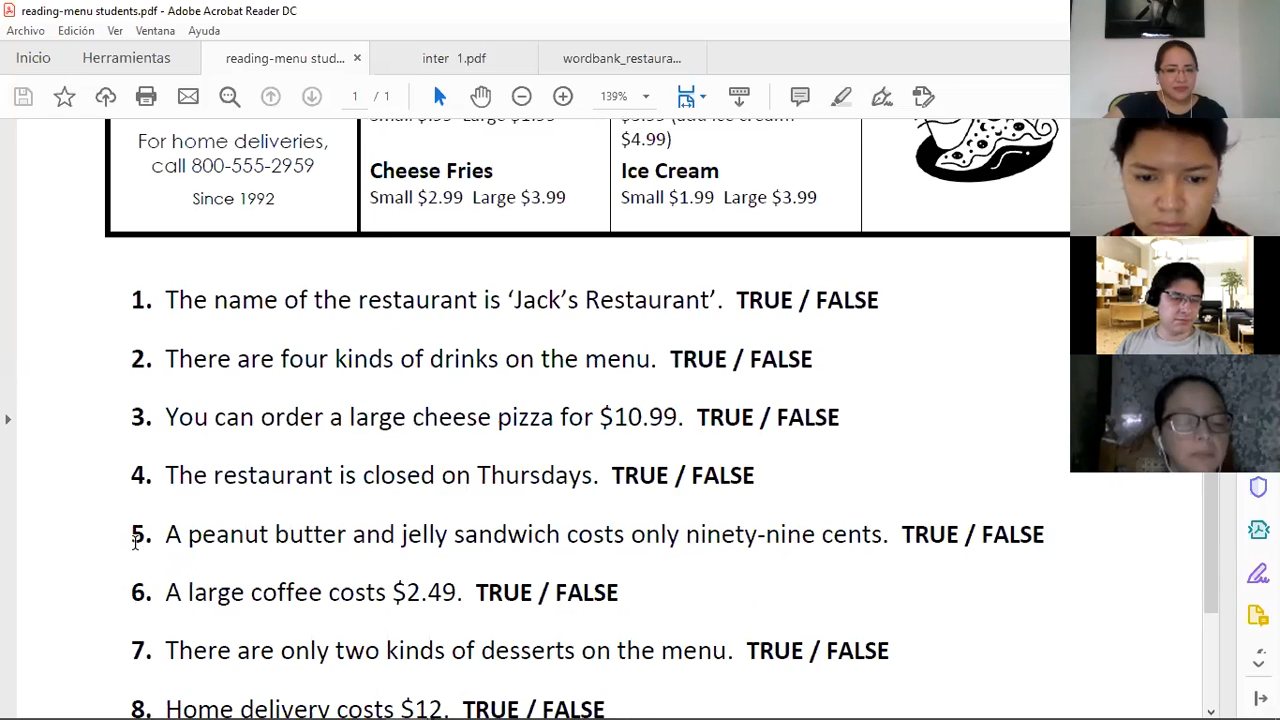 reading-menu students.pdf - Adobe Acrobat Reader DC
Archivo Edición Ver Ventana Ayuda
Inicio Herramientas reading-menu stud... × inter 1.pdf wordbank_restaura...
1 / 1 139%
For home deliveries,
call 800-555-2959
Since 1992
$4.99)
Cheese Fries
Small $2.99 Large $3.99
Ice Cream
Small $1.99 Large $3.99
1. The name of the restaurant is ‘Jack’s Restaurant’. TRUE / FALSE
2. There are four kinds of drinks on the menu. TRUE / FALSE
3. You can order a large cheese pizza for $10.99. TRUE / FALSE
4. The restaurant is closed on Thursdays. TRUE / FALSE
5. A peanut butter and jelly sandwich costs only ninety-nine cents. TRUE / FALSE
6. A large coffee costs $2.49. TRUE / FALSE
7. There are only two kinds of desserts on the menu. TRUE / FALSE
8. Home delivery costs $12. TRUE / FALSE